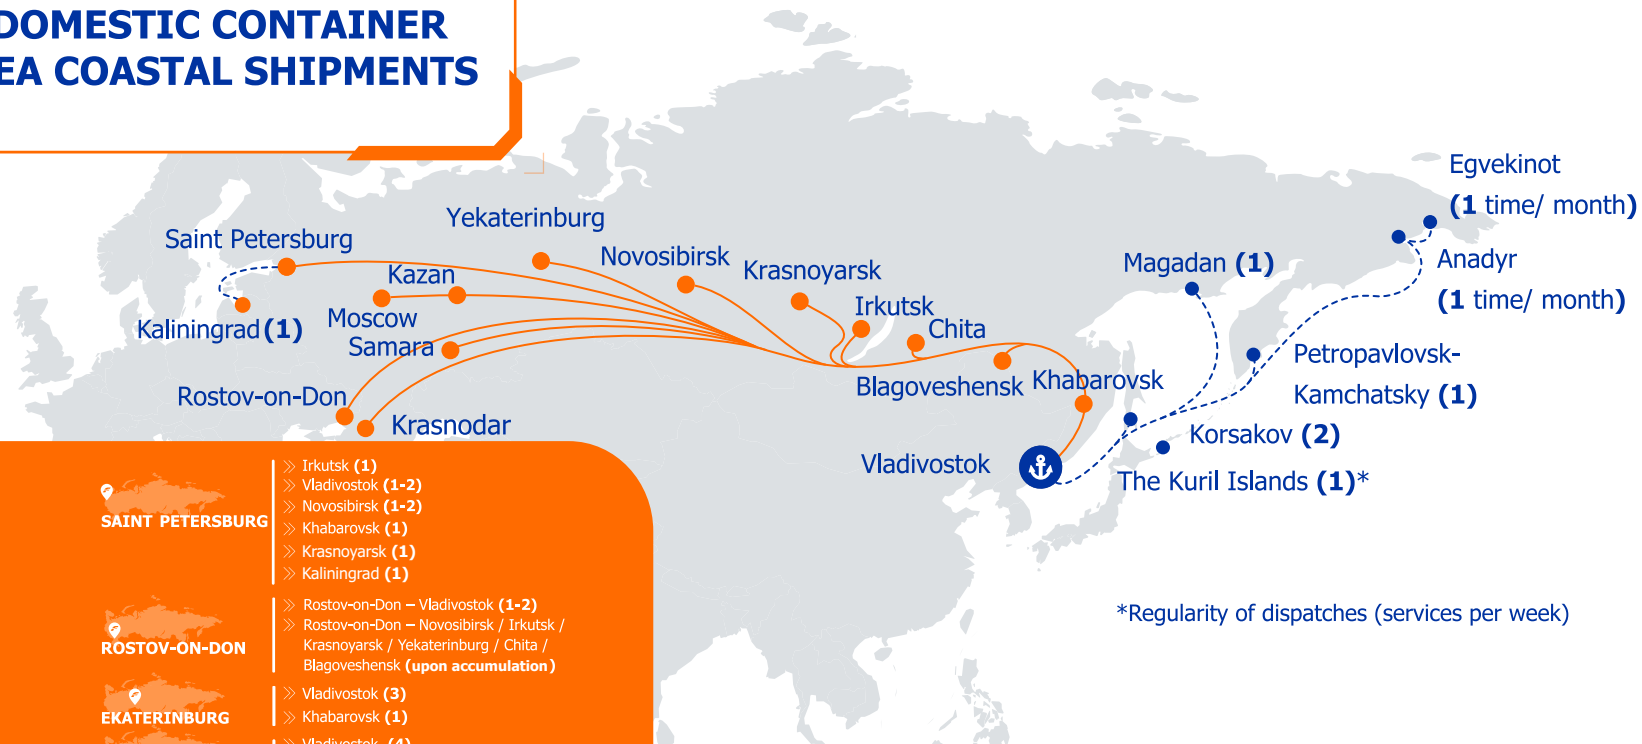 DOMESTIC CONTAINER
EA COASTAL SHIPMENTS
Egvekinot
(1 time/ month)
Yekaterinburg
Saint Petersburg
Novosibirsk
Krasnoyarsk
Magadan (1)
Anadyr
(1 time/ month)
Kazan
Irkutsk
Kaliningrad (1)
Moscow
Chita
Samara
Petropavlovsk-
Kamchatsky (1)
Blagoveshensk
Khabarovsk
Rostov-on-Don
Krasnodar
Korsakov (2)
Vladivostok
The Kuril Islands (1)*
*Regularity of dispatches (services per week)
SAINT PETERSBURG
» Irkutsk (1)
» Vladivostok (1-2)
» Novosibirsk (1-2)
» Khabarovsk (1)
» Krasnoyarsk (1)
» Kaliningrad (1)
ROSTOV-ON-DON
» Rostov-on-Don – Vladivostok (1-2)
» Rostov-on-Don – Novosibirsk / Irkutsk /
Krasnoyarsk / Yekaterinburg / Chita /
Blagoveshensk (upon accumulation)
EKATERINBURG
» Vladivostok (3)
» Khabarovsk (1)
» Vladivostok (4)